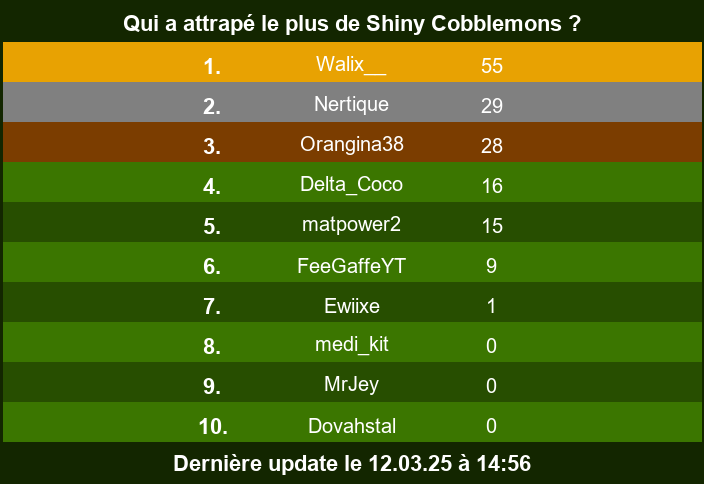 Qui a attrapé le plus de Shiny Cobblemons ?
1. Walix__ 55
2. Nertique 29
3. Orangina38 28
4. Delta_Coco 16
5. matpower2 15
6. FeeGaffeYT 9
7. Ewiixe 1
8. medi_kit 0
9. MrJey 0
10. Dovahstal 0
Dernière update le 12.03.25 à 14:56